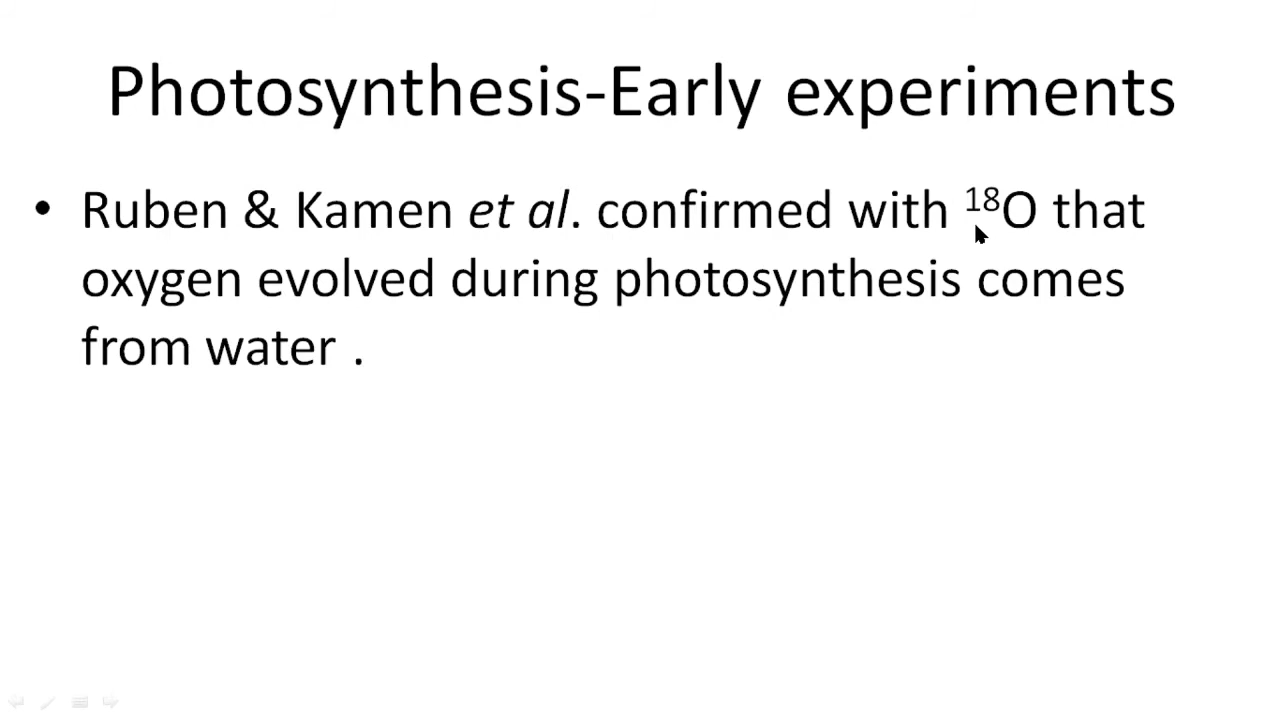 Photosynthesis-Early experiments
• Ruben & Kamen et al. confirmed with ¹⁸O that
oxygen evolved during photosynthesis comes
from water .